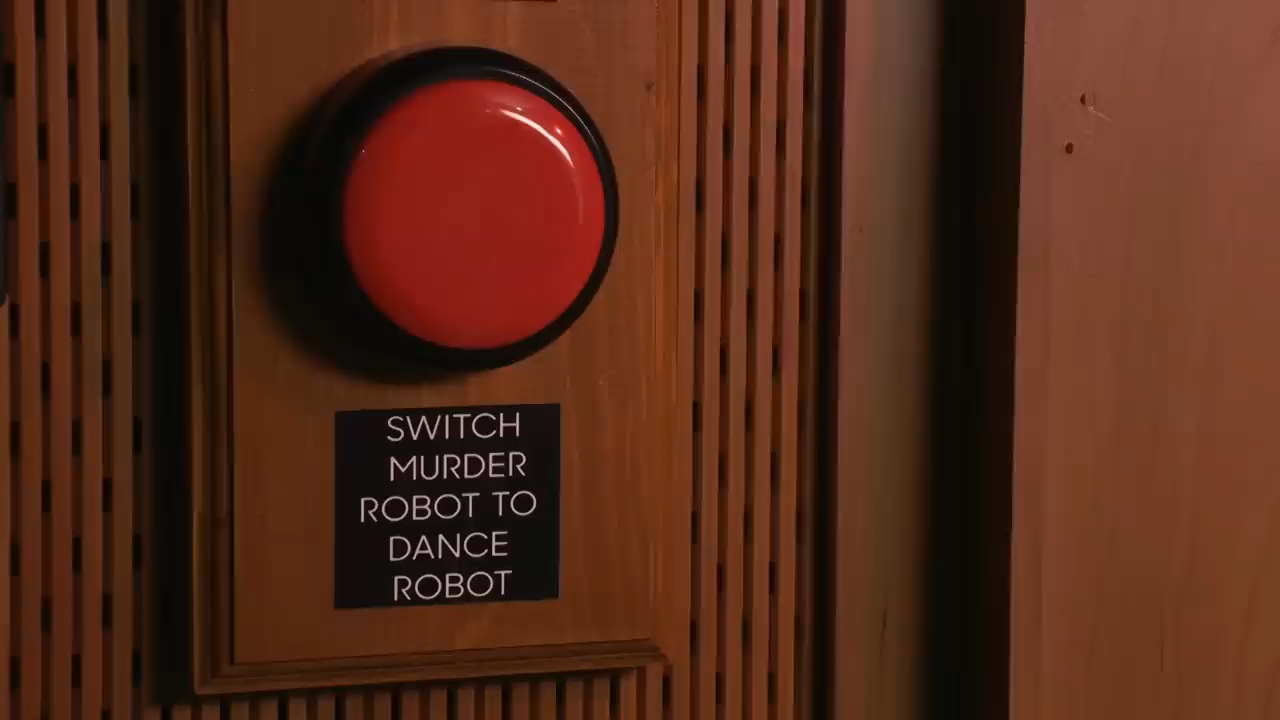 SWITCH
MURDER
ROBOT TO
DANCE
ROBOT